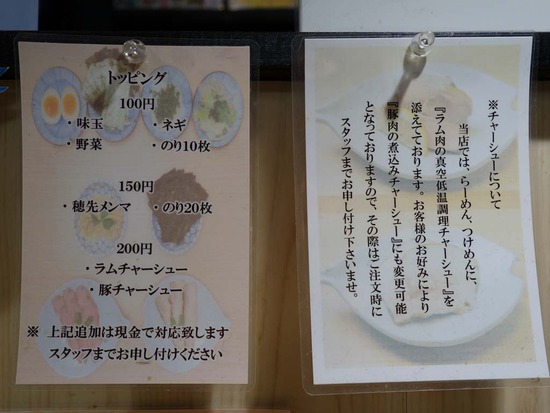 トッピング
100円
・味玉 ・ネギ
・野菜 ・のり10枚
150円
・穂先メンマ ・のり20枚
200円
・ラムチャーシュー
・豚チャーシュー
※ 上記追加は現金で対応致します
スタッフまでお申し付けください
※チャーシューについて
当店では、らーめん、つけめんに、
『ラム肉の真空低温調理チャーシュー』を
添えております。お客様のお好みにより
『豚肉の煮込みチャーシュー』にも変更可能
となっておりますので、その際はご注文時に
スタッフまでお申し付け下さいませ。